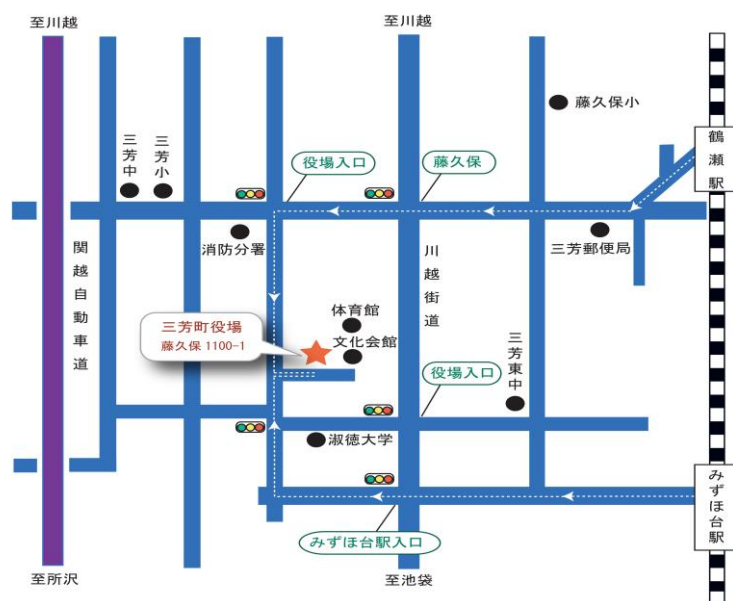 至川越
至川越
藤久保小
鶴瀬駅
三芳中
三芳小
役場入口
藤久保
消防分署
三芳郵便局
関越自動車道
川越街道
体育館
三芳町役場
藤久保 1100-1
文化会館
三芳東中
役場入口
淑徳大学
みずほ台駅
みずほ台駅入口
至所沢
至池袋